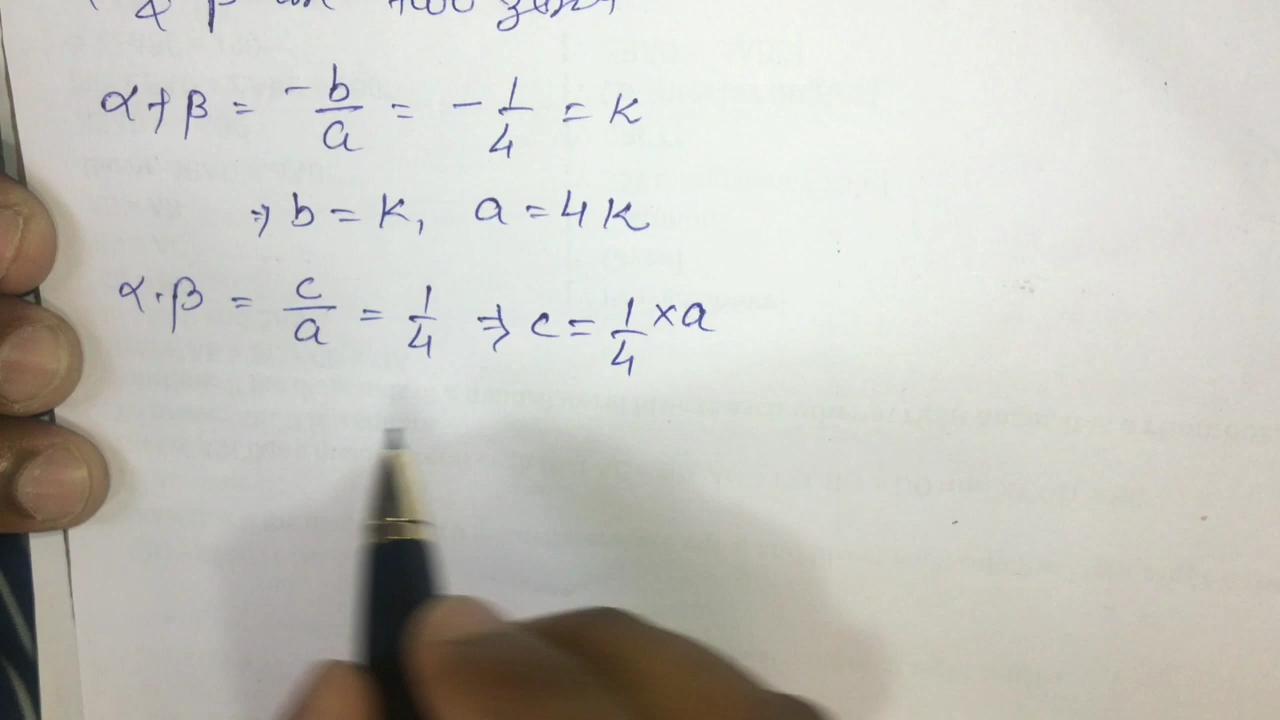 & β
α+β = -b/a = -1/4 = K
⇒ b = K, a = 4K
α.β = c/a = 1/4 ⇒ c = 1/4 × a